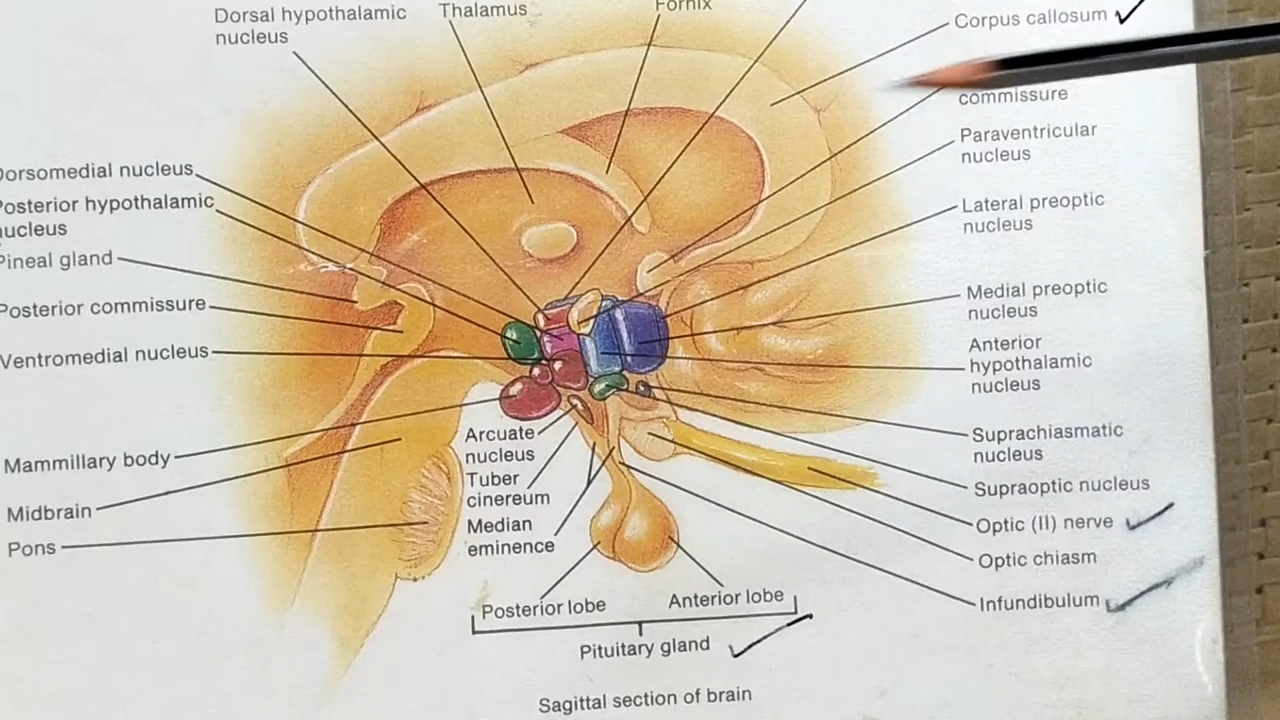 Dorsal hypothalamic
nucleus
Thalamus
Fornix
Corpus callosum
commissure
Paraventricular
nucleus
Lateral preoptic
nucleus
Medial preoptic
nucleus
Anterior
hypothalamic
nucleus
Suprachiasmatic
nucleus
Supraoptic nucleus
Optic (II) nerve
Optic chiasm
Infundibulum
Dorsomedial nucleus
Posterior hypothalamic
nucleus
Pineal gland
Posterior commissure
Ventromedial nucleus
Mammillary body
Midbrain
Pons
Arcuate
nucleus
Tuber
cinereum
Median
eminence
Posterior lobe
Anterior lobe
Pituitary gland
Sagittal section of brain